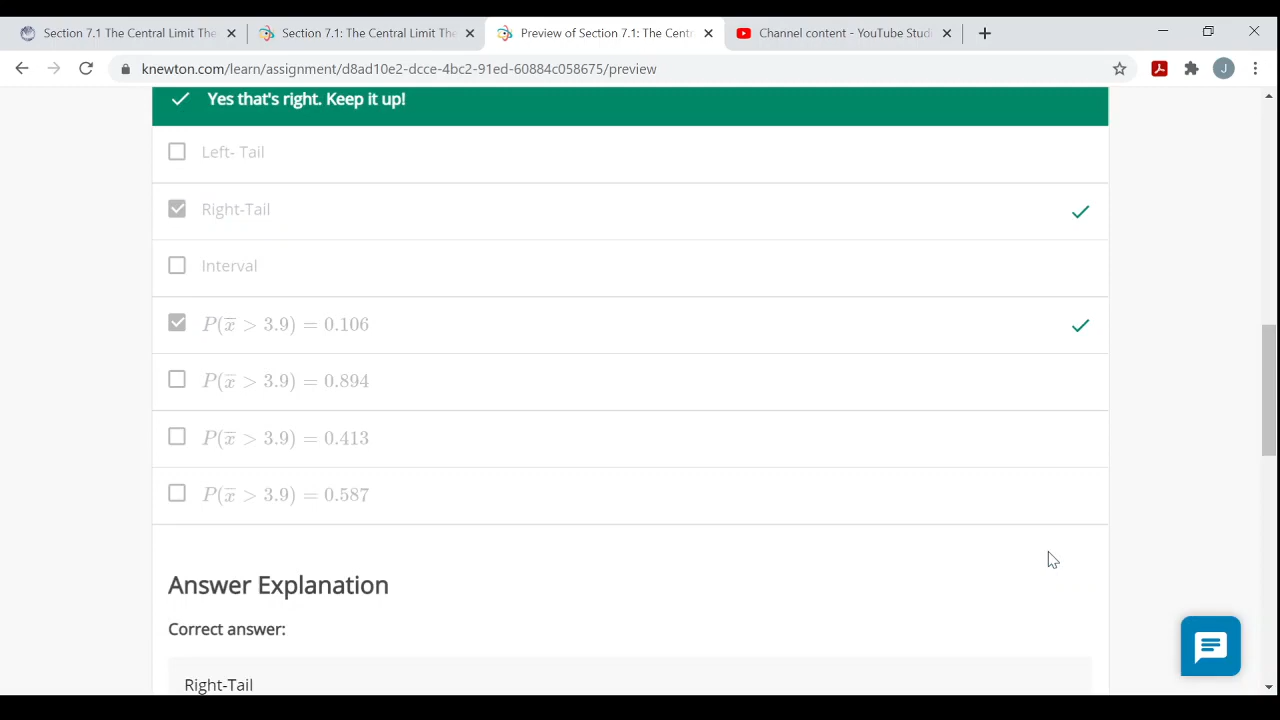 Section 7.1 The Central Limit The
Section 7.1: The Central Limit The
Preview of Section 7.1: The Centr
Channel content - YouTube Stud
knewton.com/learn/assignment/d8ad10e2-dcce-4bc2-91ed-60884c058675/preview
J
Yes that's right. Keep it up!
Left- Tail
Right-Tail
Interval
P(x̅ > 3.9) = 0.106
P(x̅ > 3.9) = 0.894
P(x̅ > 3.9) = 0.413
P(x̅ > 3.9) = 0.587
Answer Explanation
Correct answer:
Right-Tail